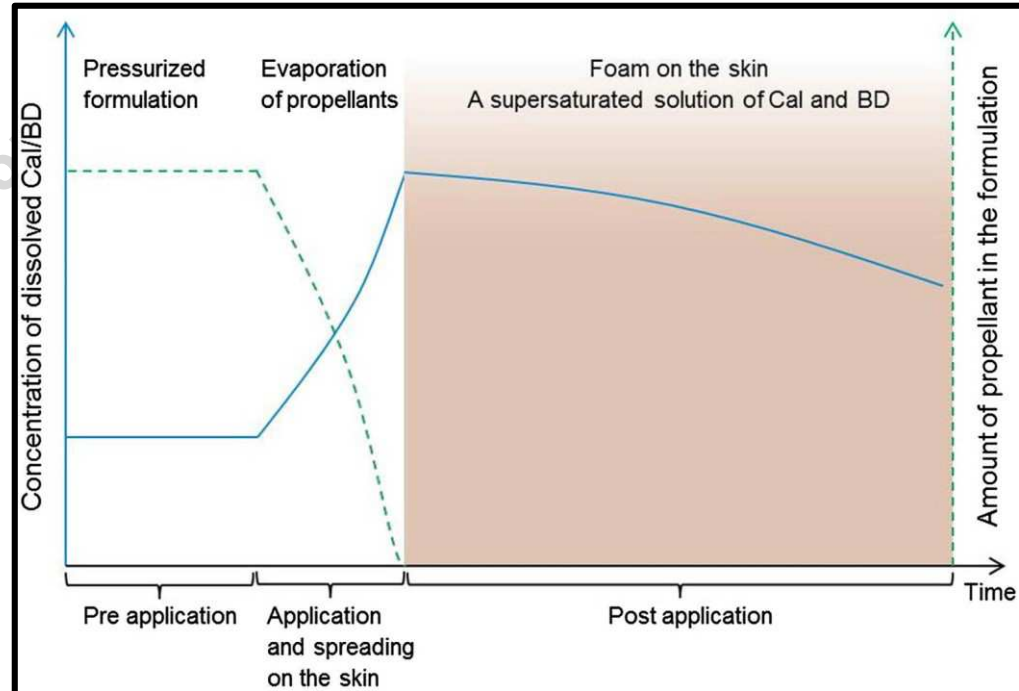 Pressurized
formulation
Evaporation
of propellants
Foam on the skin
A supersaturated solution of Cal and BD
Concentration of dissolved Cal/BD
Amount of propellant in the formulation
Time
Pre application
Application
and spreading
on the skin
Post application